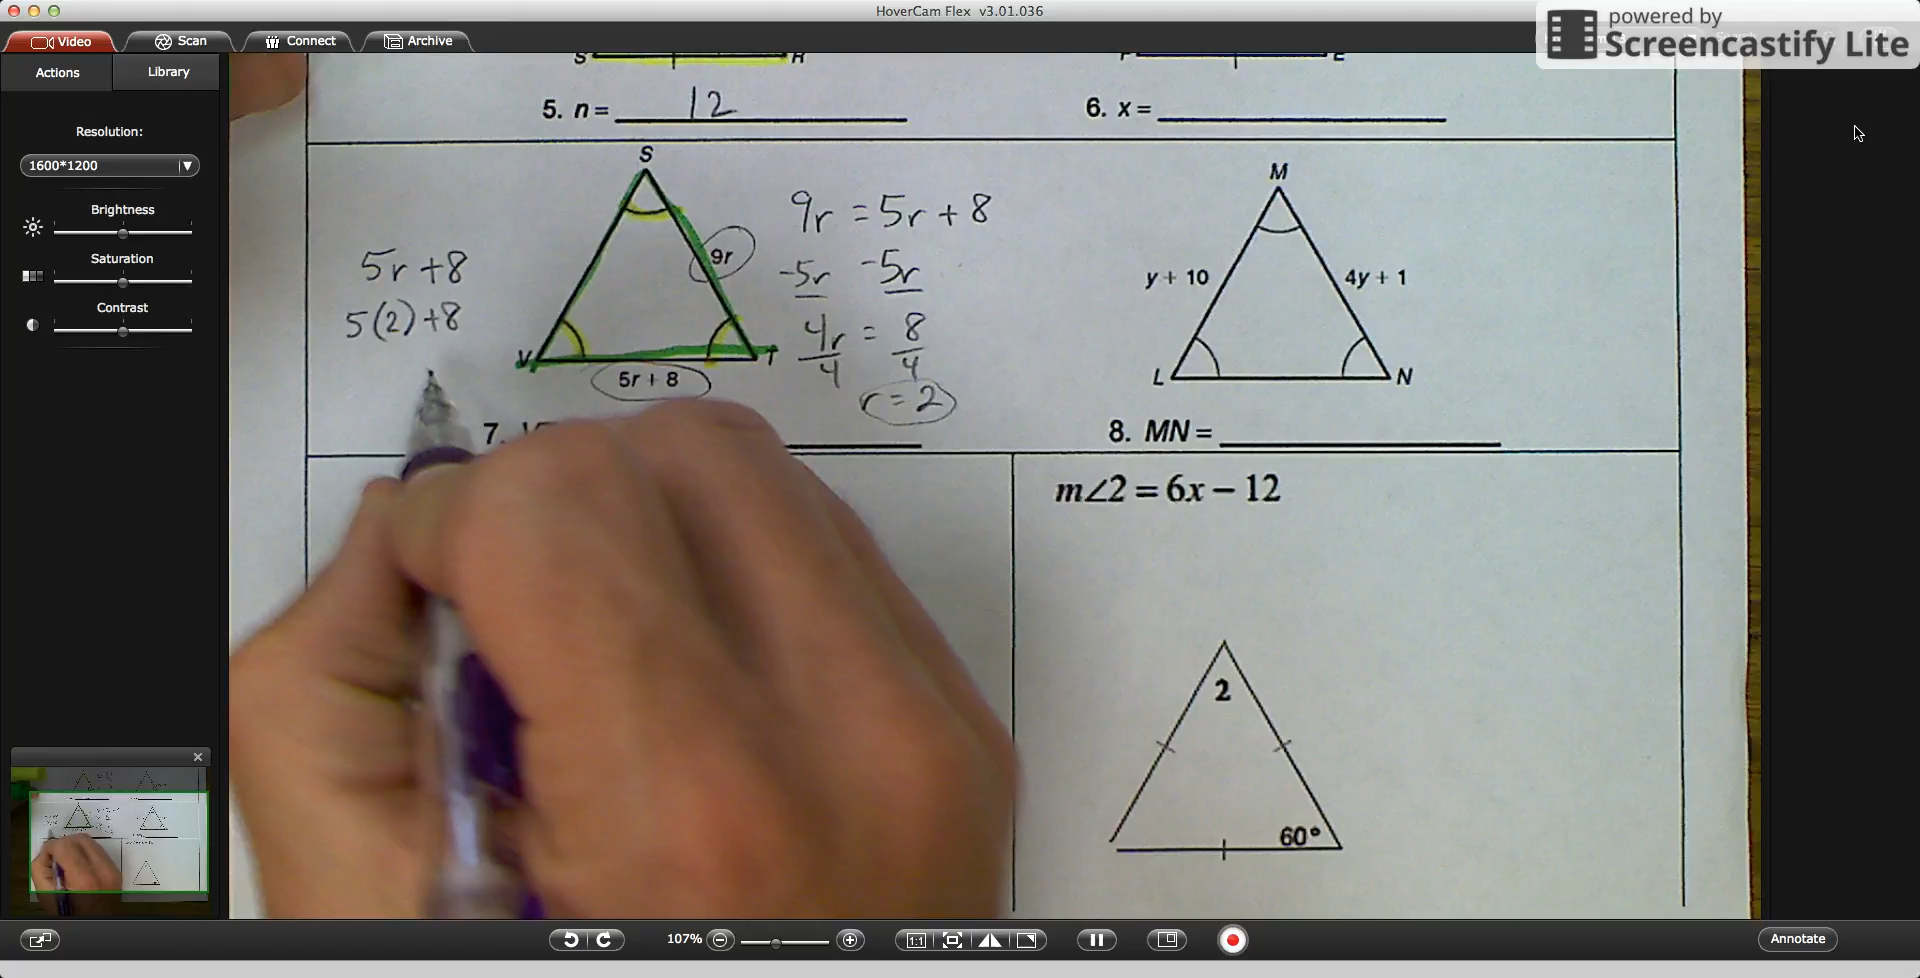 HoverCam Flex v3.01.036
powered by
Screencastify Lite
Video
Scan
Connect
Archive
Actions
Library
Resolution:
1600*1200
Brightness
Saturation
Contrast
S
R
E
5. n = 12
6. x =
S
9r
V
T
5r + 8
9r = 5r + 8
-5r -5r
4r = 8
4 4
r = 2
5r + 8
5(2) + 8
7.
M
y + 10
4y + 1
L
N
8. MN =
m∠2 = 6x − 12
2
60°
107%
1:1
Annotate